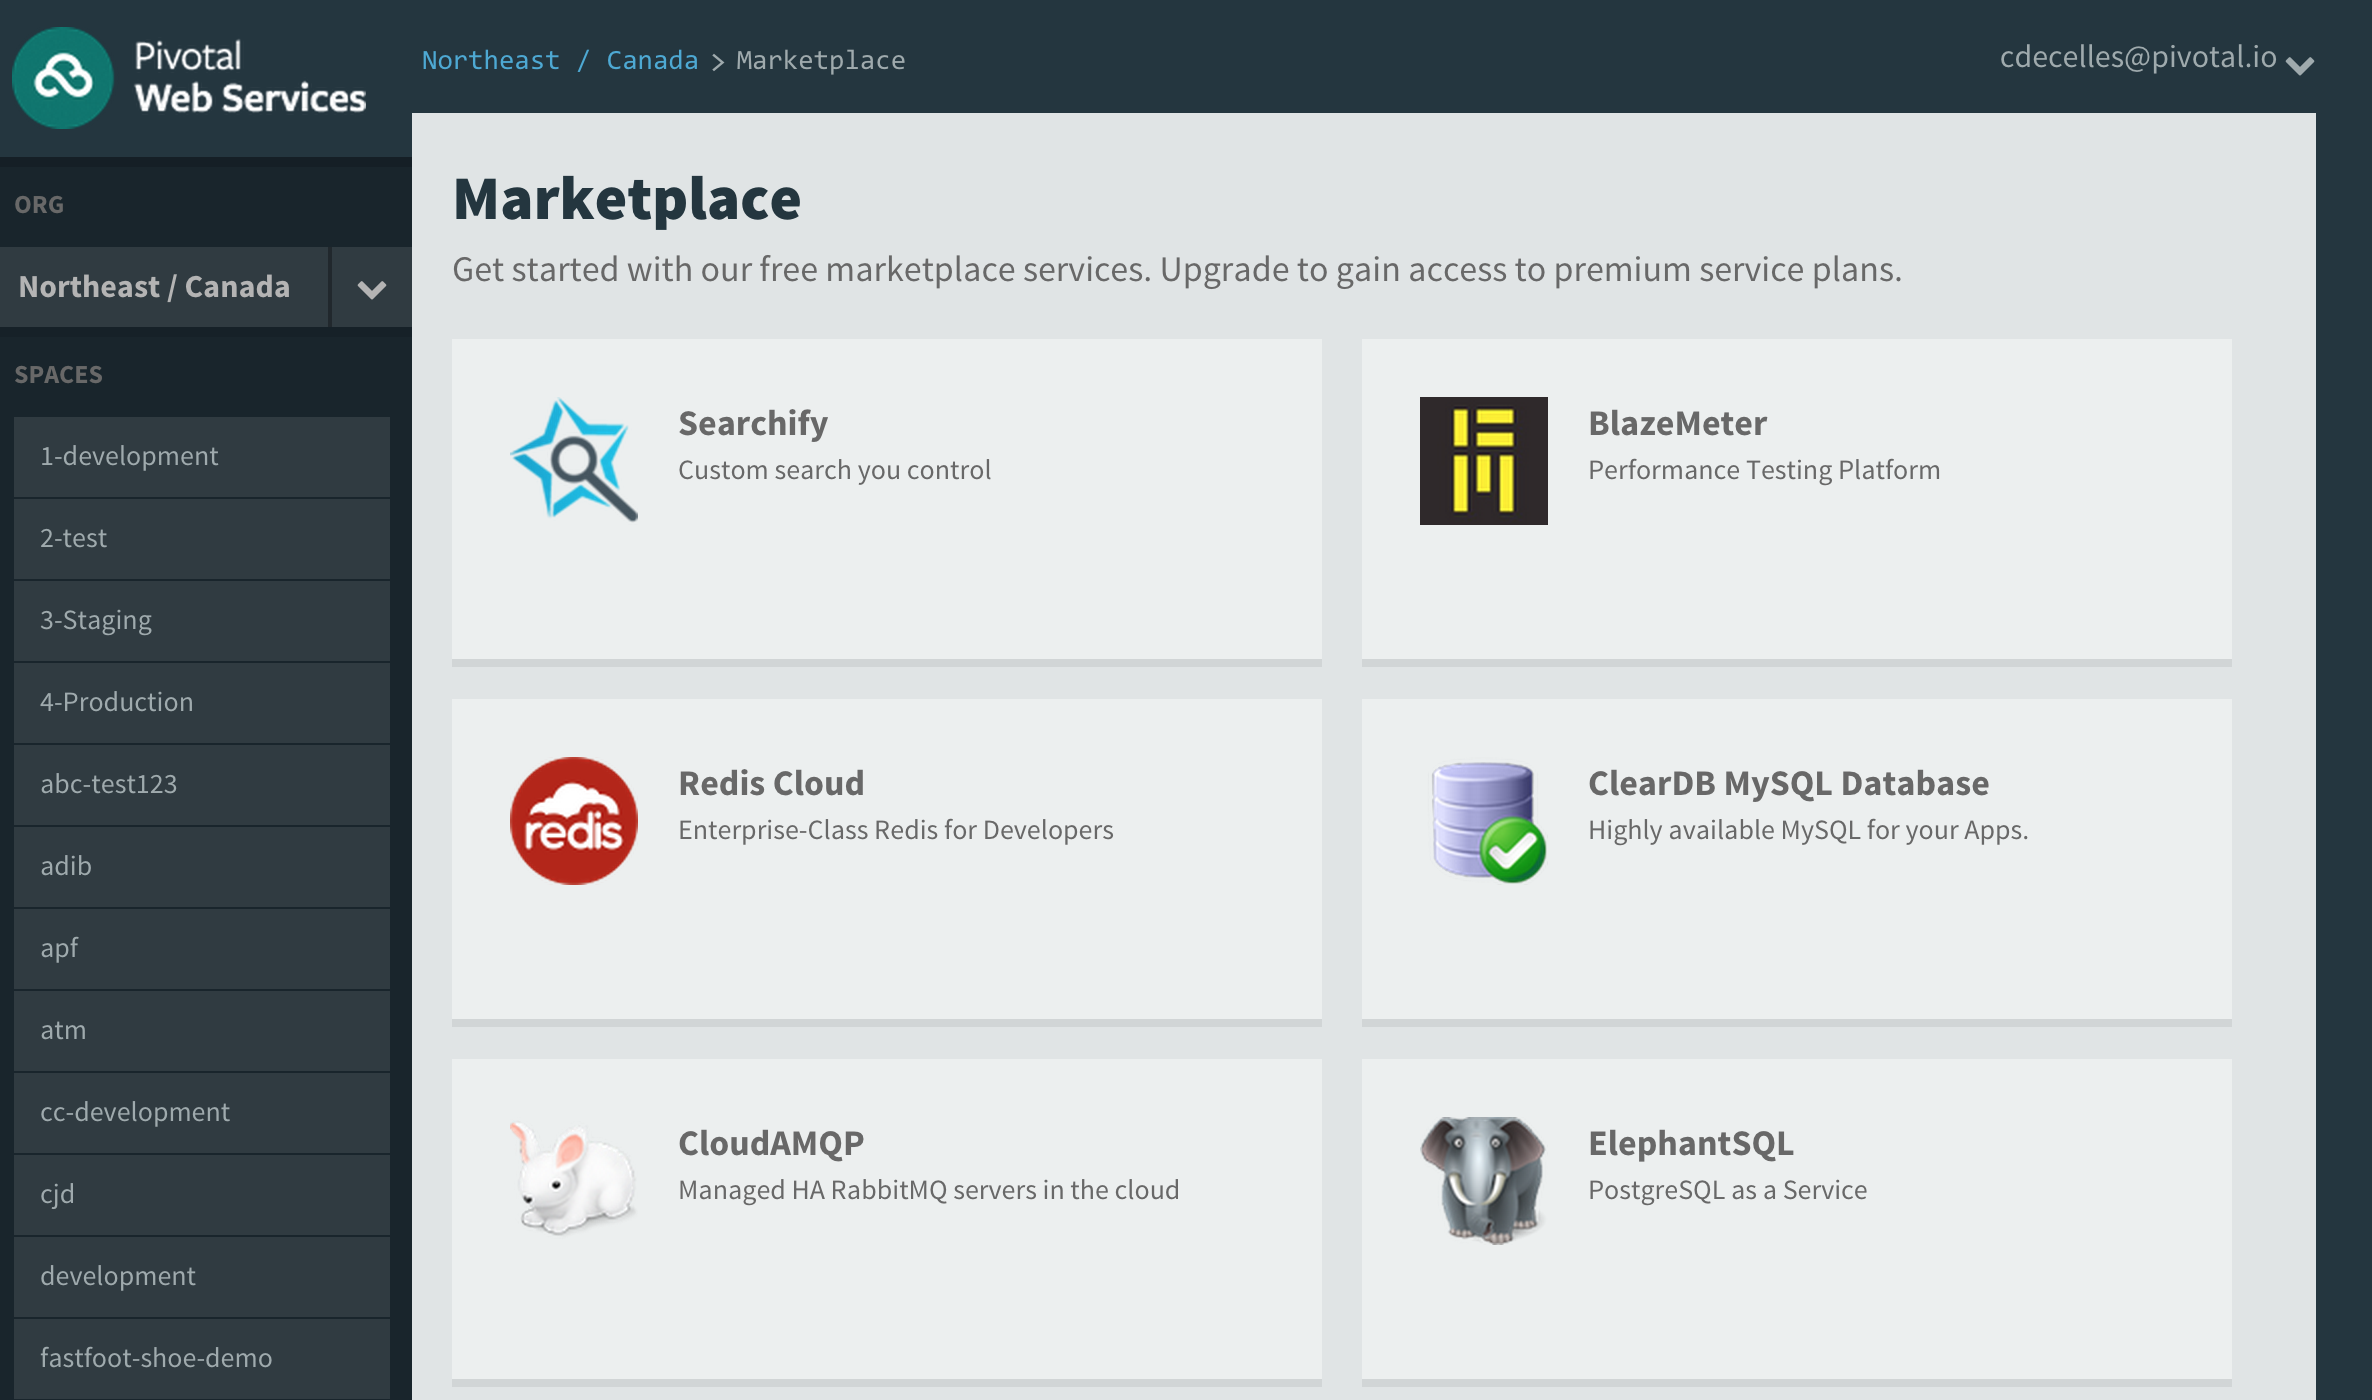 Pivotal
Web Services
Northeast / Canada > Marketplace
cdecelles@pivotal.io
ORG
Northeast / Canada
SPACES
1-development
2-test
3-Staging
4-Production
abc-test123
adib
apf
atm
cc-development
cjd
development
fastfoot-shoe-demo
Marketplace
Get started with our free marketplace services. Upgrade to gain access to premium service plans.
Searchify
Custom search you control
BlazeMeter
Performance Testing Platform
redis
Redis Cloud
Enterprise-Class Redis for Developers
ClearDB MySQL Database
Highly available MySQL for your Apps.
CloudAMQP
Managed HA RabbitMQ servers in the cloud
ElephantSQL
PostgreSQL as a Service